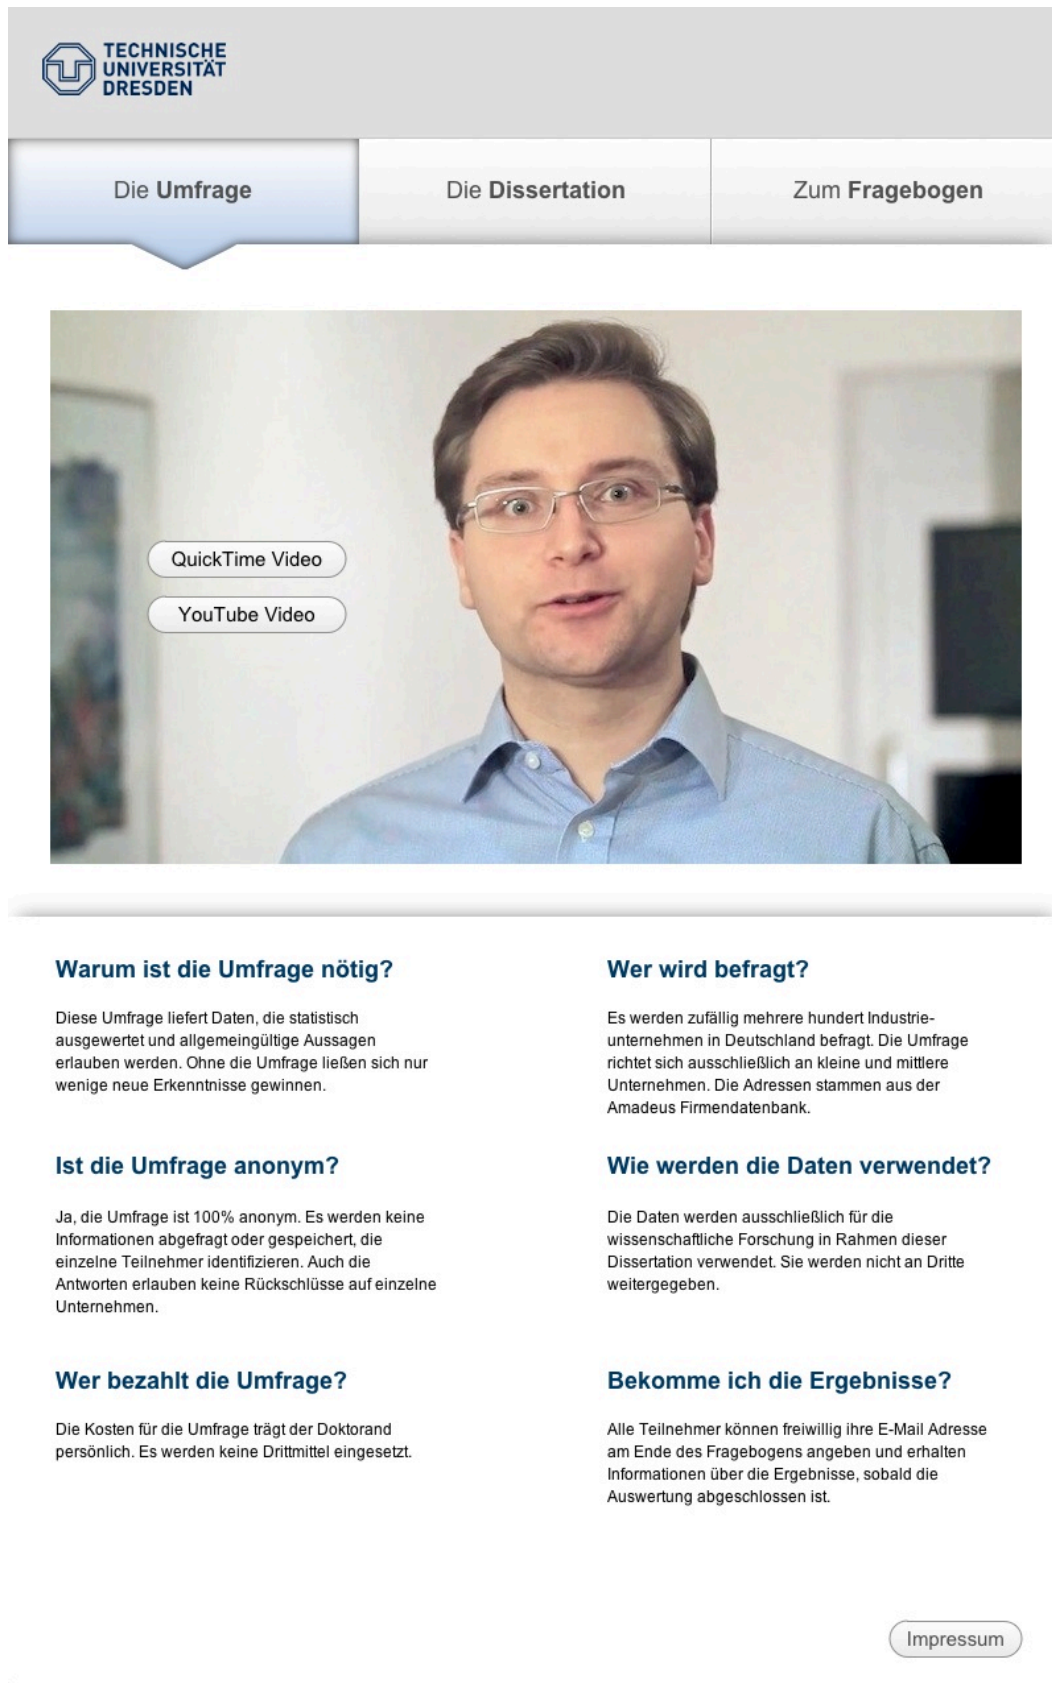 TECHNISCHE
UNIVERSITÄT
DRESDEN
Die Umfrage
Die Dissertation
Zum Fragebogen
QuickTime Video
YouTube Video
Warum ist die Umfrage nötig?
Diese Umfrage liefert Daten, die statistisch
ausgewertet und allgemeingültige Aussagen
erlauben werden. Ohne die Umfrage ließen sich nur
wenige neue Erkenntnisse gewinnen.
Wer wird befragt?
Es werden zufällig mehrere hundert Industrie-
unternehmen in Deutschland befragt. Die Umfrage
richtet sich ausschließlich an kleine und mittlere
Unternehmen. Die Adressen stammen aus der
Amadeus Firmendatenbank.
Ist die Umfrage anonym?
Ja, die Umfrage ist 100% anonym. Es werden keine
Informationen abgefragt oder gespeichert, die
einzelne Teilnehmer identifizieren. Auch die
Antworten erlauben keine Rückschlüsse auf einzelne
Unternehmen.
Wie werden die Daten verwendet?
Die Daten werden ausschließlich für die
wissenschaftliche Forschung in Rahmen dieser
Dissertation verwendet. Sie werden nicht an Dritte
weitergegeben.
Wer bezahlt die Umfrage?
Die Kosten für die Umfrage trägt der Doktorand
persönlich. Es werden keine Drittmittel eingesetzt.
Bekomme ich die Ergebnisse?
Alle Teilnehmer können freiwillig ihre E-Mail Adresse
am Ende des Fragebogens angeben und erhalten
Informationen über die Ergebnisse, sobald die
Auswertung abgeschlossen ist.
Impressum